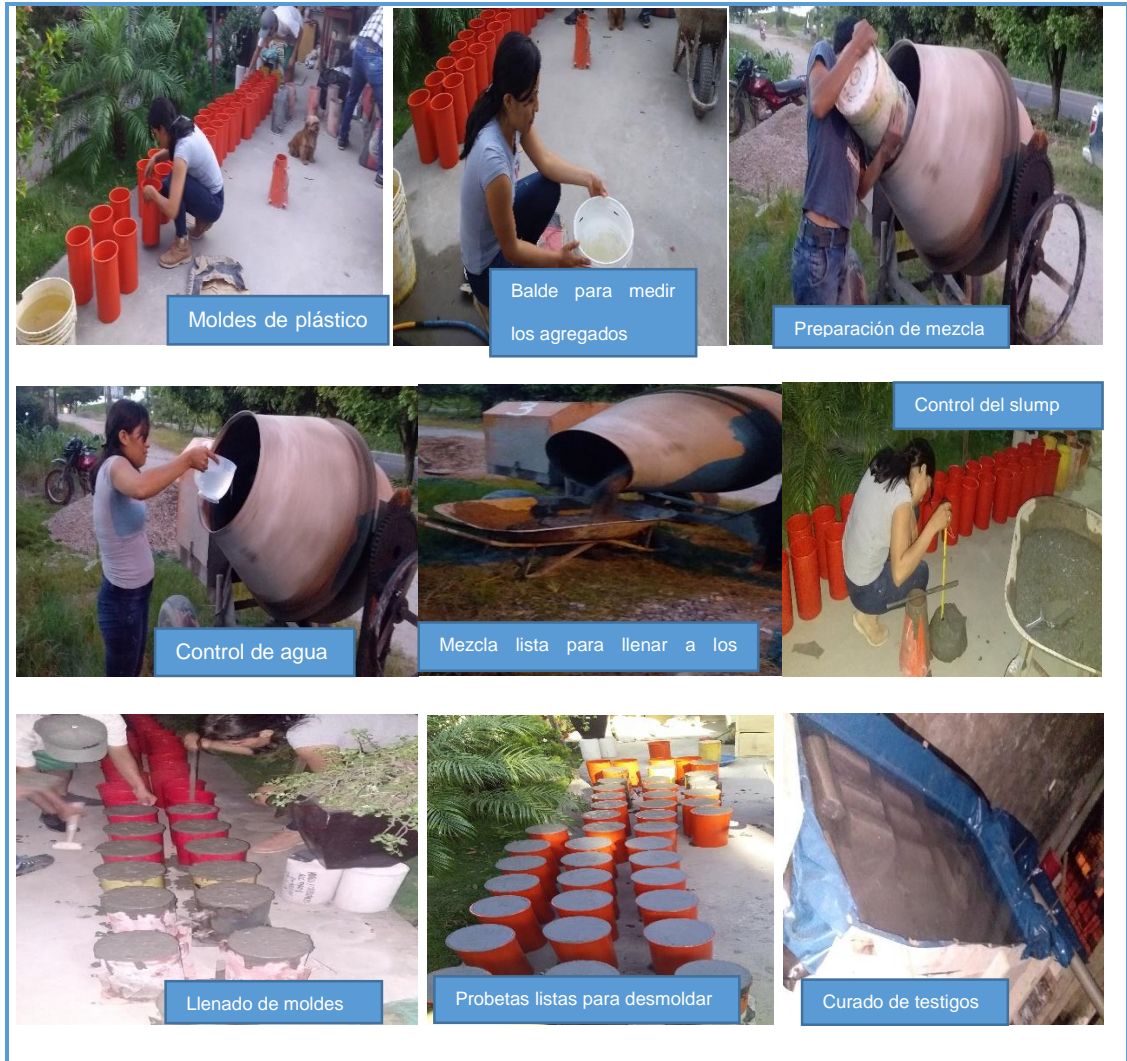 Moldes de plástico
Balde para medir
los agregados
Preparación de mezcla
Control de agua
Mezcla lista para llenar a los
Control del slump
Llenado de moldes
Probetas listas para desmoldar
Curado de testigos